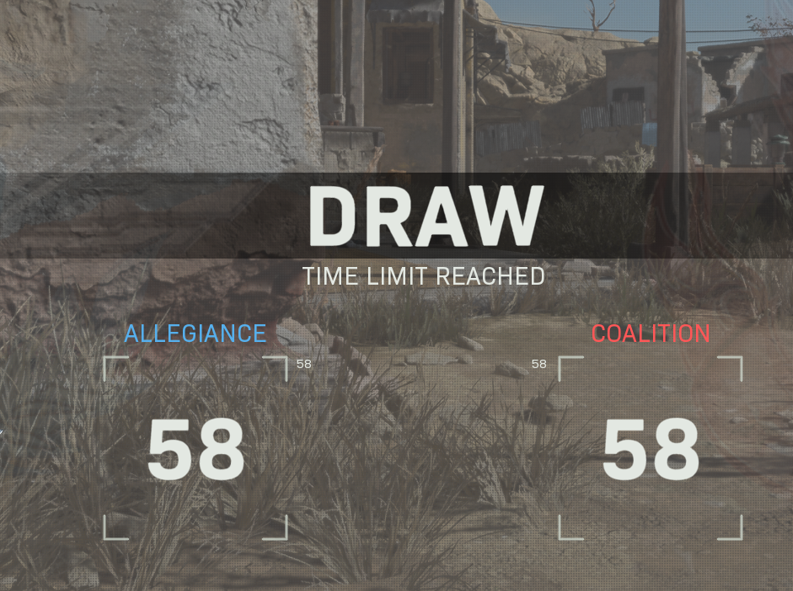 DRAW
TIME LIMIT REACHED
ALLEGIANCE
COALITION
58
58
58
58